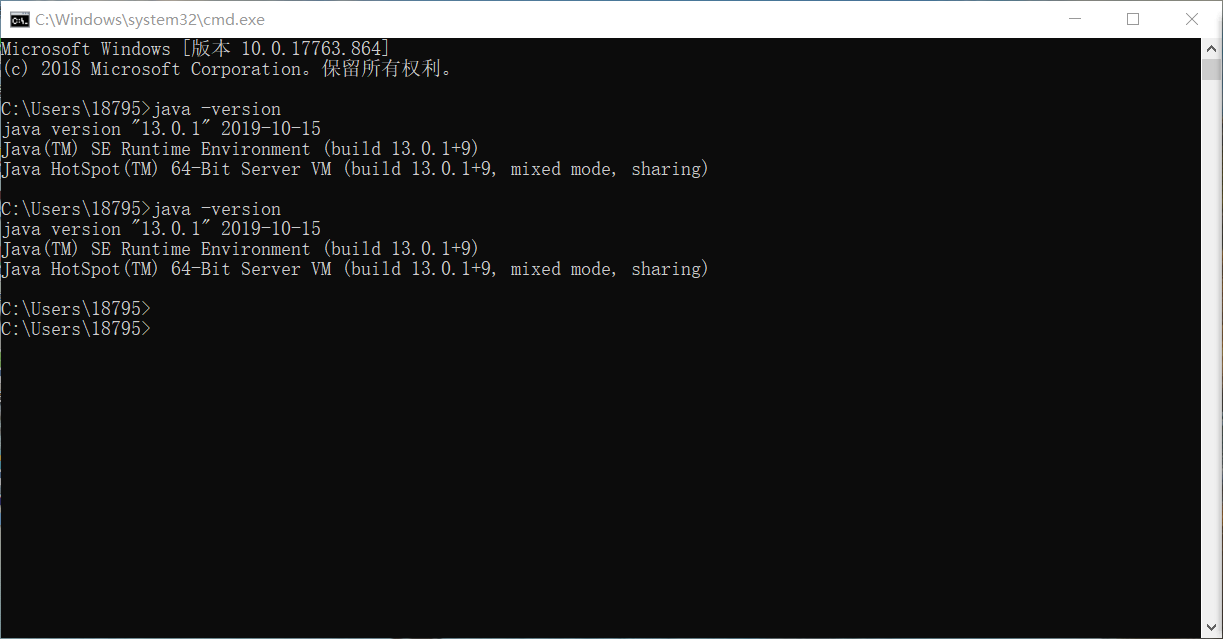 C:\Windows\system32\cmd.exe
Microsoft Windows [版本 10.0.17763.864]
(c) 2018 Microsoft Corporation。保留所有权利。
C:\Users\18795>java -version
java version "13.0.1" 2019-10-15
Java(TM) SE Runtime Environment (build 13.0.1+9)
Java HotSpot(TM) 64-Bit Server VM (build 13.0.1+9, mixed mode, sharing)
C:\Users\18795>java -version
java version "13.0.1" 2019-10-15
Java(TM) SE Runtime Environment (build 13.0.1+9)
Java HotSpot(TM) 64-Bit Server VM (build 13.0.1+9, mixed mode, sharing)
C:\Users\18795>
C:\Users\18795>